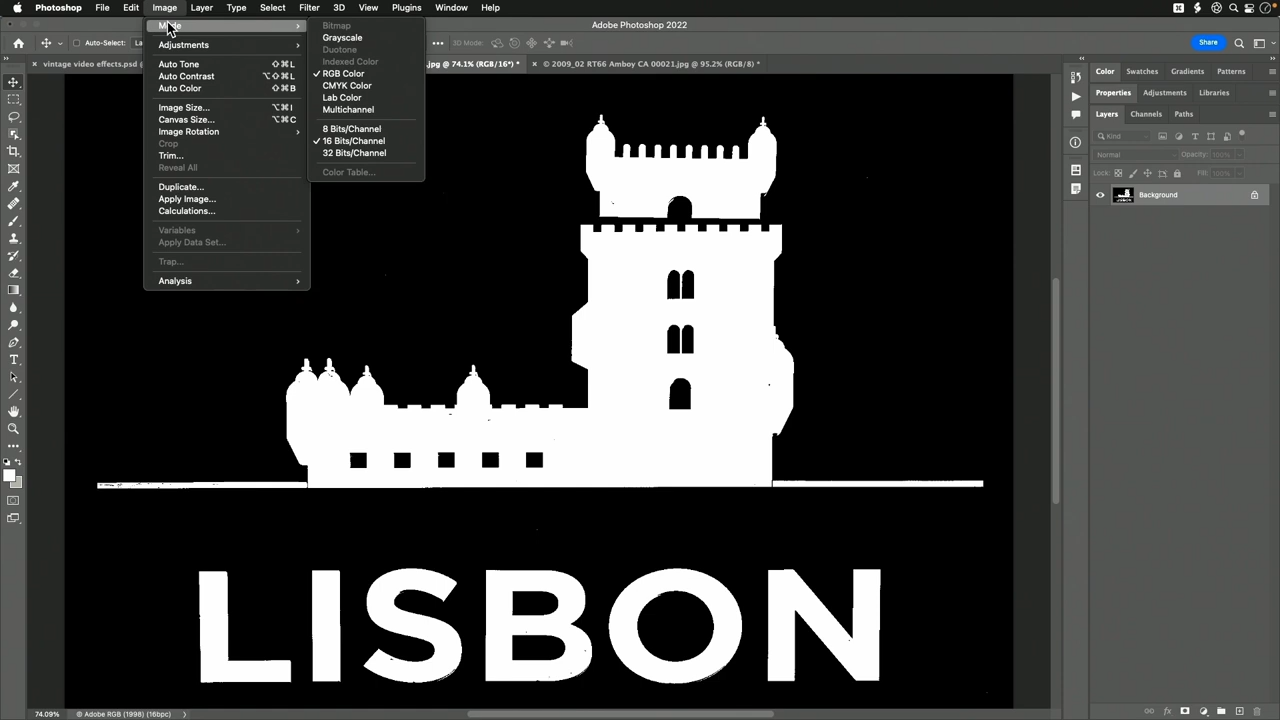 Photoshop File Edit Image Layer Type Select Filter 3D View Plugins Window Help
Adobe Photoshop 2022
Auto-Select: 3D Mode: Share
vintage video effects.psd @ .jpg @ 74.1% (RGB/16*) * © 2009_02 RT66 Amboy CA 00021.jpg @ 95.2% (RGB/8) *
Adjustments
Auto Tone ⇧⌘L
Auto Contrast ⌥⇧⌘L
Auto Color ⇧⌘B
Image Size... ⌥⌘I
Canvas Size... ⌥⌘C
Image Rotation
Crop
Trim...
Reveal All
Duplicate...
Apply Image...
Calculations...
Variables
Apply Data Set...
Trap...
Analysis
Bitmap
Grayscale
Duotone
Indexed Color
RGB Color
CMYK Color
Lab Color
Multichannel
8 Bits/Channel
16 Bits/Channel
32 Bits/Channel
Color Table...
Color Swatches Gradients Patterns
Properties Adjustments Libraries
Layers Channels Paths
Kind
Normal Opacity: 100%
Lock: Fill: 100%
Background
LISBON
74.09% Adobe RGB (1998) (16bpc)